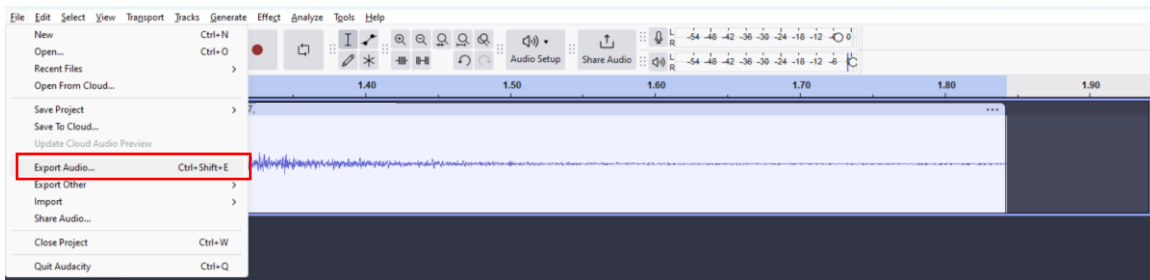 File Edit Select View Transport Tracks Generate Effect Analyze Tools Help
New Ctrl+N
Open... Ctrl+O
Recent Files >
Open From Cloud...
Save Project >
Save To Cloud...
Update Cloud Audio Preview
Export Audio... Ctrl+Shift+E
Export Other >
Import >
Share Audio...
Close Project Ctrl+W
Quit Audacity Ctrl+Q
Audio Setup
Share Audio
L R -54 -48 -42 -36 -30 -24 -18 -12 0
L R -54 -48 -42 -36 -30 -24 -18 -12 -6
1.40 1.50 1.60 1.70 1.80 1.90
7.
...